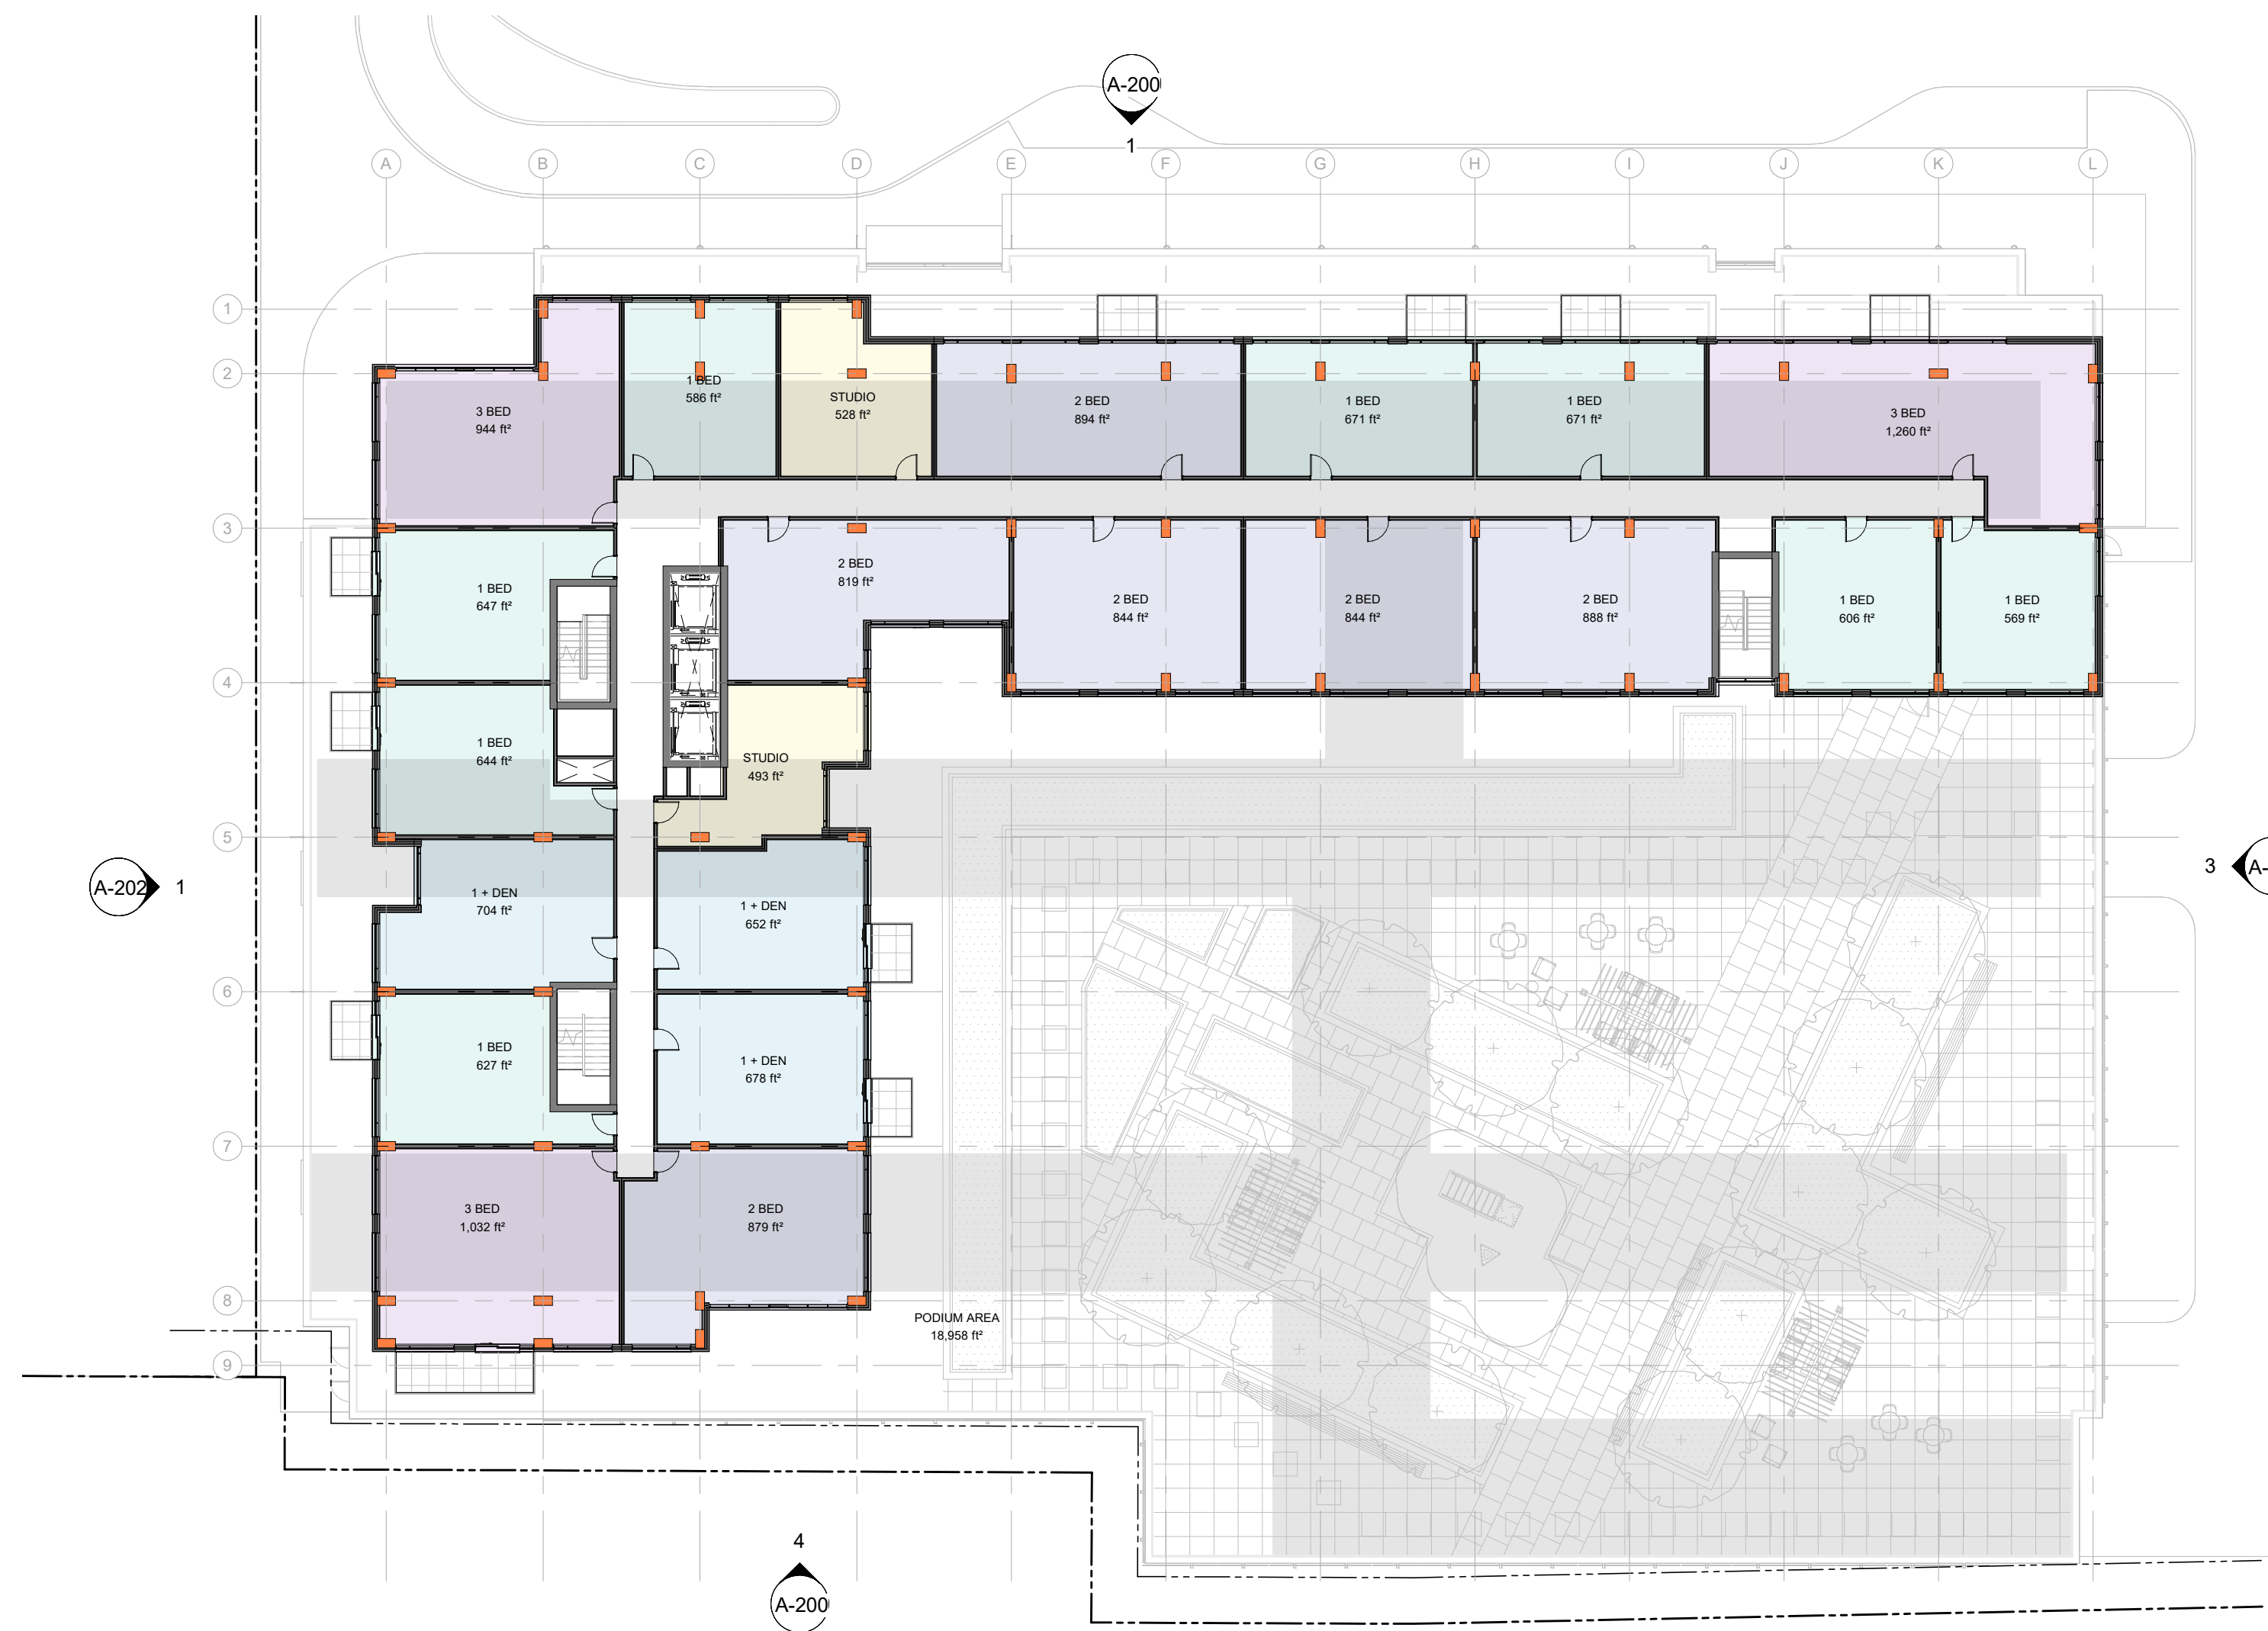 A-200
1
A
B
C
D
E
F
G
H
I
J
K
L
1
2
3
4
5
6
7
8
9
3 BED
944 ft²
1 BED
586 ft²
STUDIO
528 ft²
2 BED
894 ft²
1 BED
671 ft²
1 BED
671 ft²
3 BED
1,260 ft²
1 BED
647 ft²
2 BED
819 ft²
2 BED
844 ft²
2 BED
844 ft²
2 BED
888 ft²
1 BED
606 ft²
1 BED
569 ft²
1 BED
644 ft²
STUDIO
493 ft²
A-202
1
1 + DEN
704 ft²
1 + DEN
652 ft²
3
A-
1 BED
627 ft²
1 + DEN
678 ft²
3 BED
1,032 ft²
2 BED
879 ft²
PODIUM AREA
18,958 ft²
4
A-200